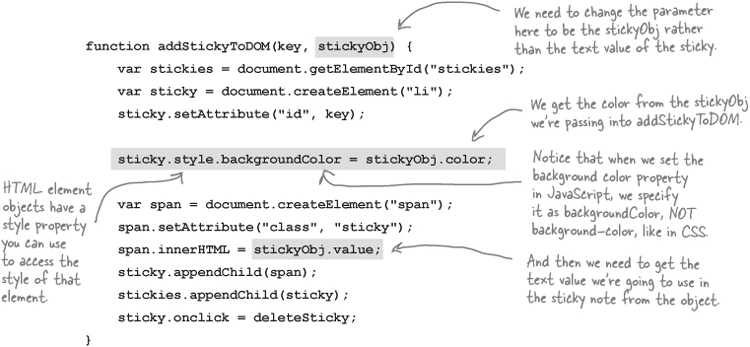 We need to change the parameter
here to be the stickyObj rather
than the text value of the sticky.
function addStickyToDOM(key, stickyObj) {
var stickies = document.getElementById("stickies");
var sticky = document.createElement("li");
sticky.setAttribute("id", key);
We get the color from the stickyObj
we're passing into addStickyToDOM.
sticky.style.backgroundColor = stickyObj.color;
HTML element
objects have a
style property
you can use
to access the
style of that
element.
Notice that when we set the
background color property
in JavaScript, we specify
it as backgroundColor, NOT
background-color, like in CSS.
var span = document.createElement("span");
span.setAttribute("class", "sticky");
span.innerHTML = stickyObj.value;
sticky.appendChild(span);
stickies.appendChild(sticky);
sticky.onclick = deleteSticky;
}
And then we need to get the
text value we're going to use in
the sticky note from the object.